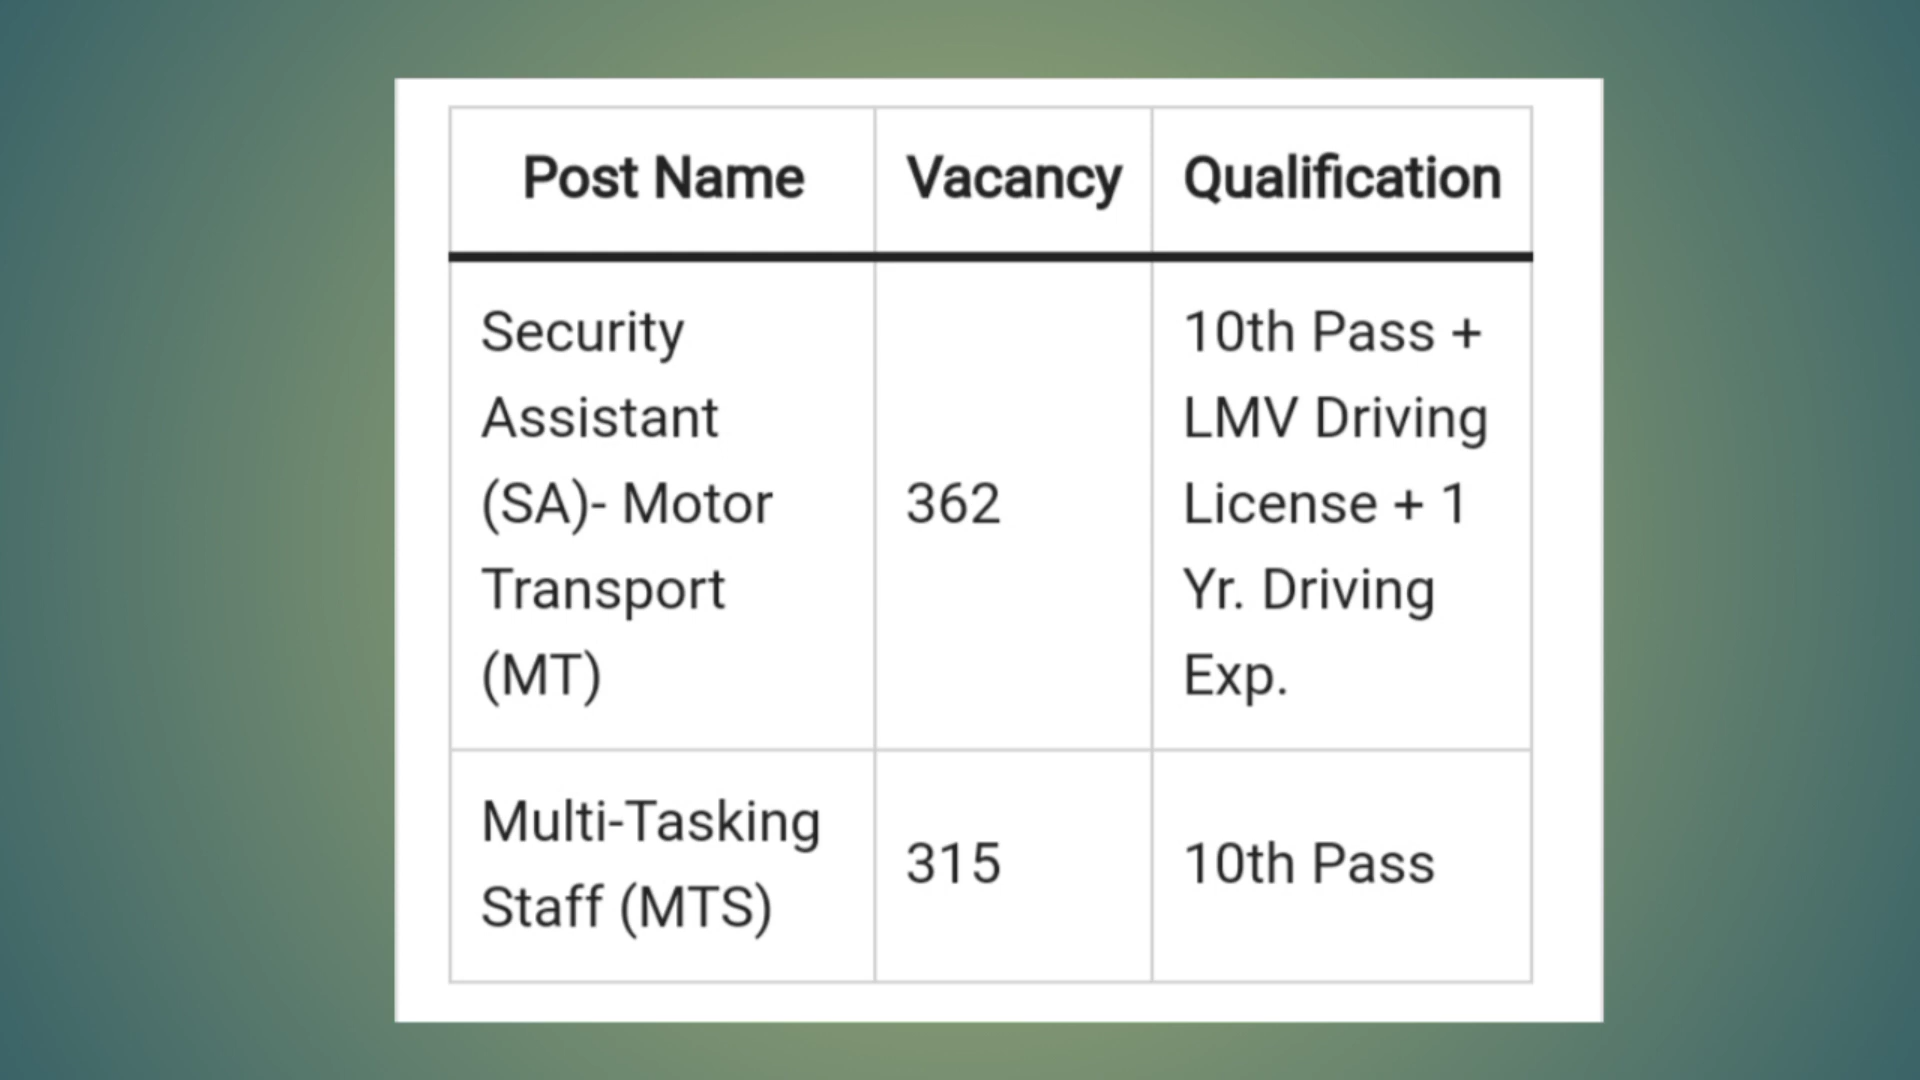 Post Name Vacancy Qualification
Security
Assistant
(SA)- Motor
Transport
(MT)
362
10th Pass +
LMV Driving
License + 1
Yr. Driving
Exp.
Multi-Tasking
Staff (MTS)
315
10th Pass